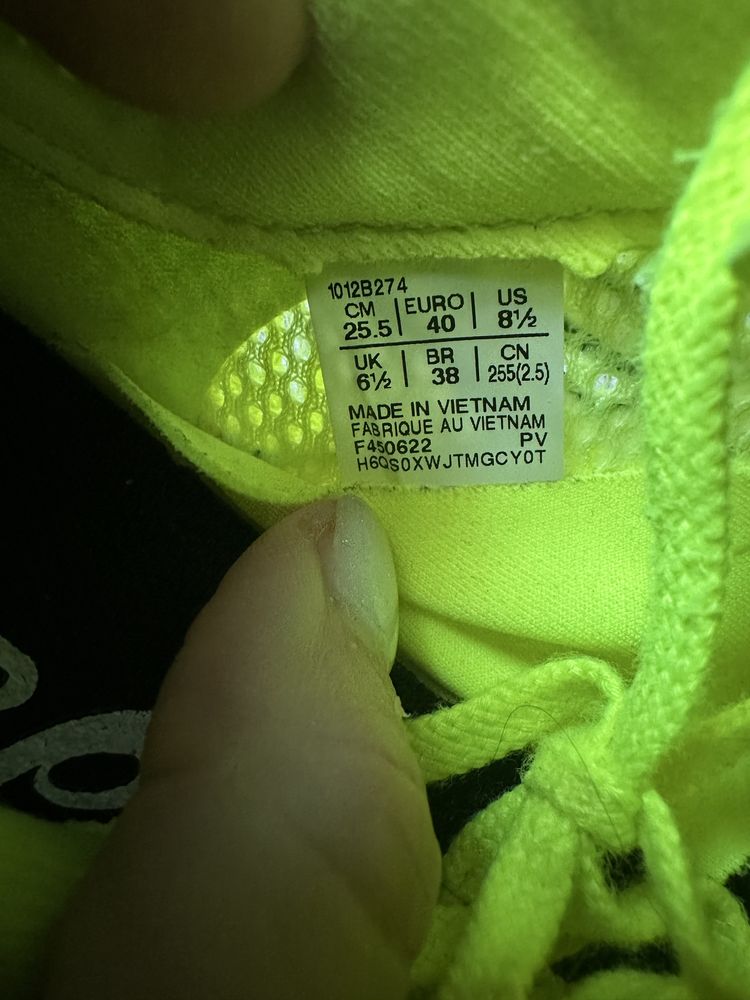 1012B274
CM | EURO | US
25.5 | 40 | 8½
UK | BR | CN
6½ | 38 | 255(2.5)
MADE IN VIETNAM
FABRIQUE AU VIETNAM
F450622 PV
H6QS0XWJTMGCY0T